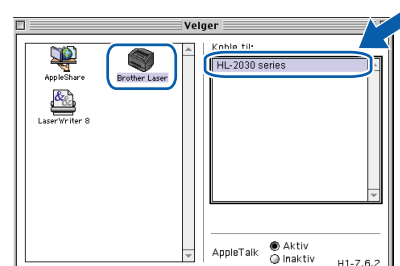 Velger
AppleShare
Brother Laser
LaserWriter 8
Koble til:
HL-2030 series
AppleTalk
Aktiv
Inaktiv
H1-7.6.2